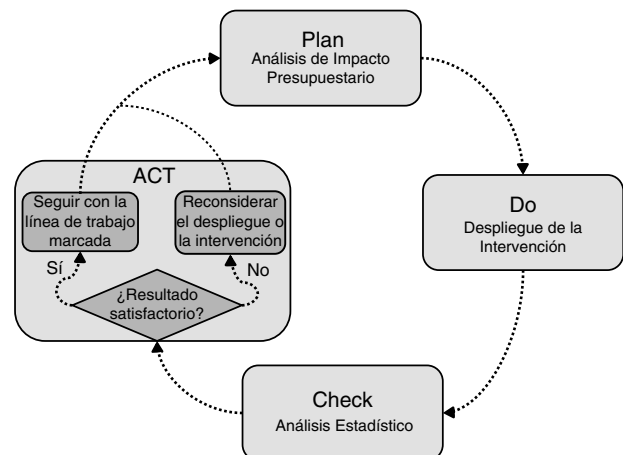 Plan
Análisis de Impacto
Presupuestario
Do
Despliegue de la
Intervención
Check
Análisis Estadístico
ACT
Seguir con la
línea de trabajo
marcada
Reconsiderar
el despliegue o
la intervención
Sí
No
¿Resultado
satisfactorio?